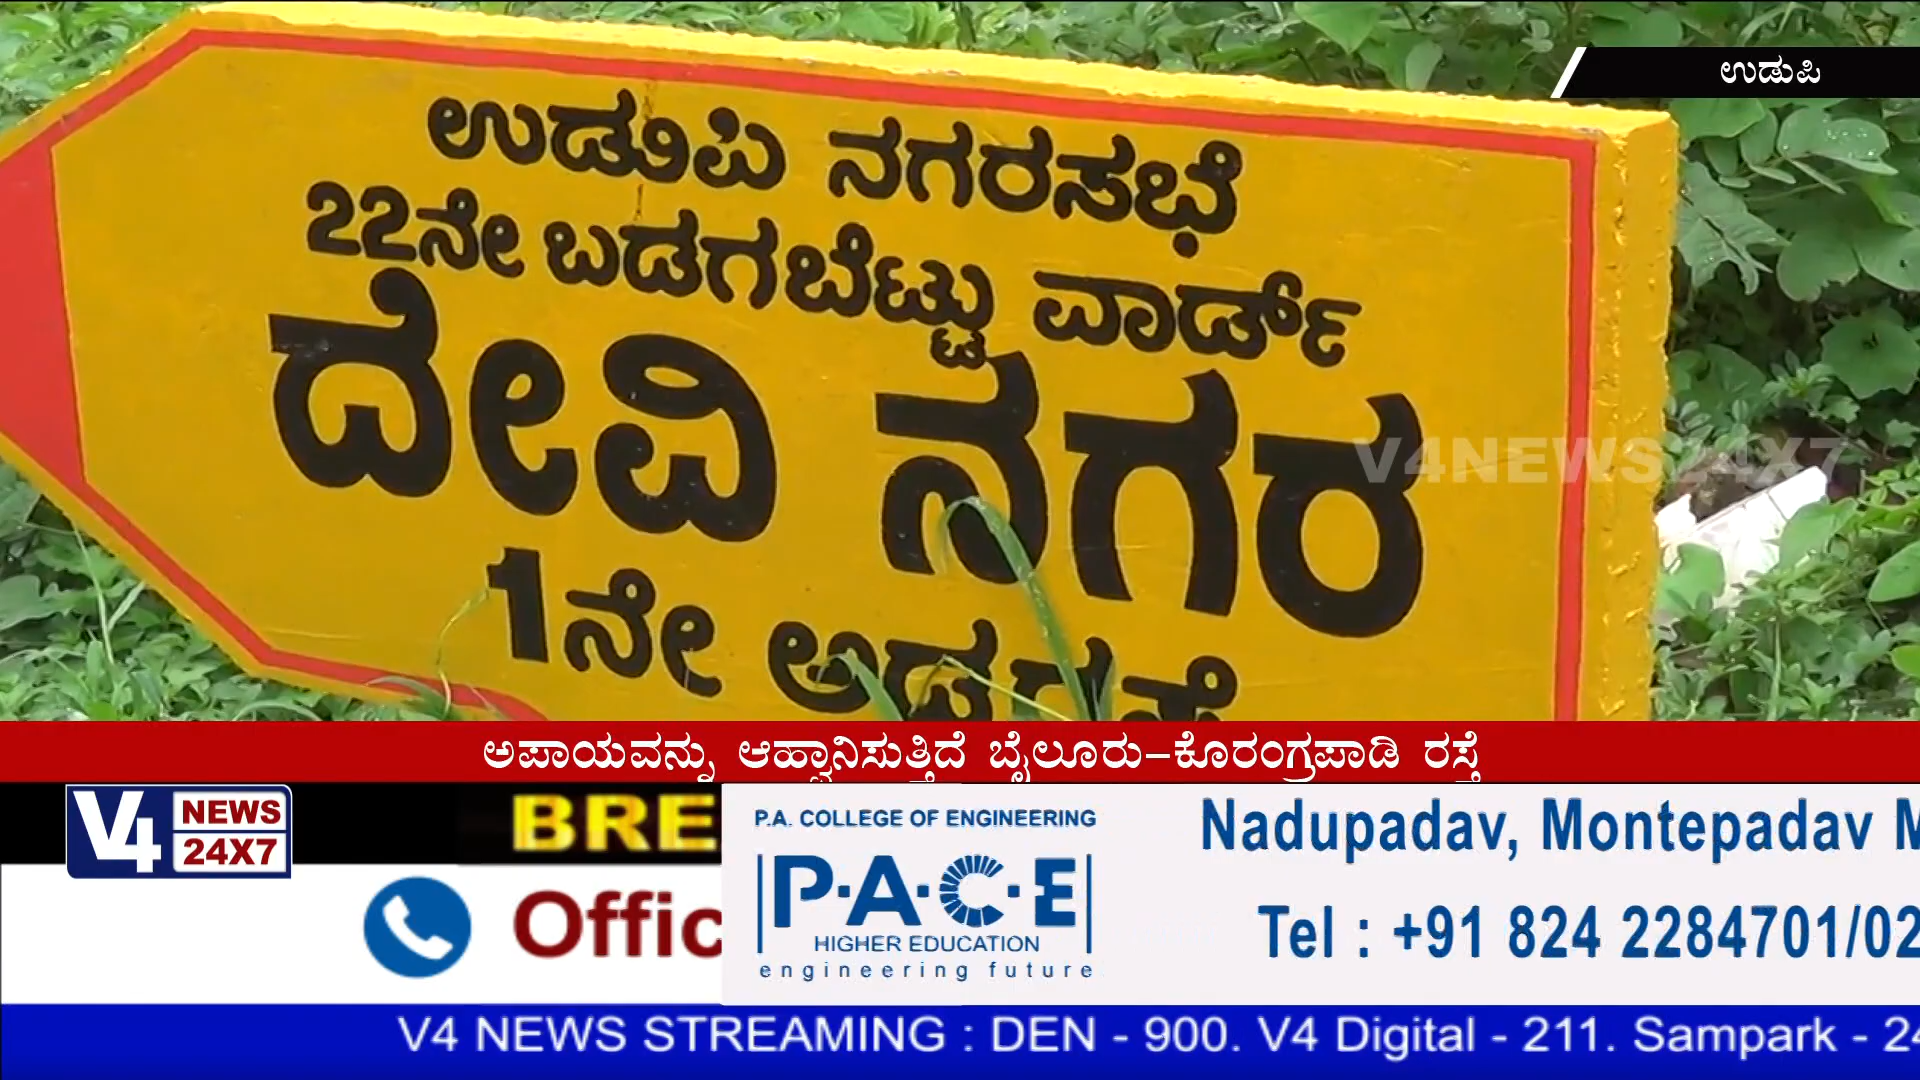 ಉಡುಪಿ
ಉಡುಪಿ ನಗರಸಭೆ
22ನೇ ಬಡಗಬೆಟ್ಟು ವಾರ್ಡ್
ದೇವಿ ನಗರ
1ನೇ ಅಡ್ಡರಸ್ತೆ
V4NEWS24X7
ಅಪಾಯವನ್ನು ಆಹ್ವಾನಿಸುತ್ತಿದೆ ಬೈಲೂರು-ಕೊರಂಗ್ರಪಾಡಿ ರಸ್ತೆ
V4 NEWS 24X7
BRE
Offic
P.A. COLLEGE OF ENGINEERING
P.A.C.E
HIGHER EDUCATION
engineering future
Nadupadav, Montepadav M
Tel : +91 824 2284701/02
V4 NEWS STREAMING : DEN - 900. V4 Digital - 211. Sampark - 24